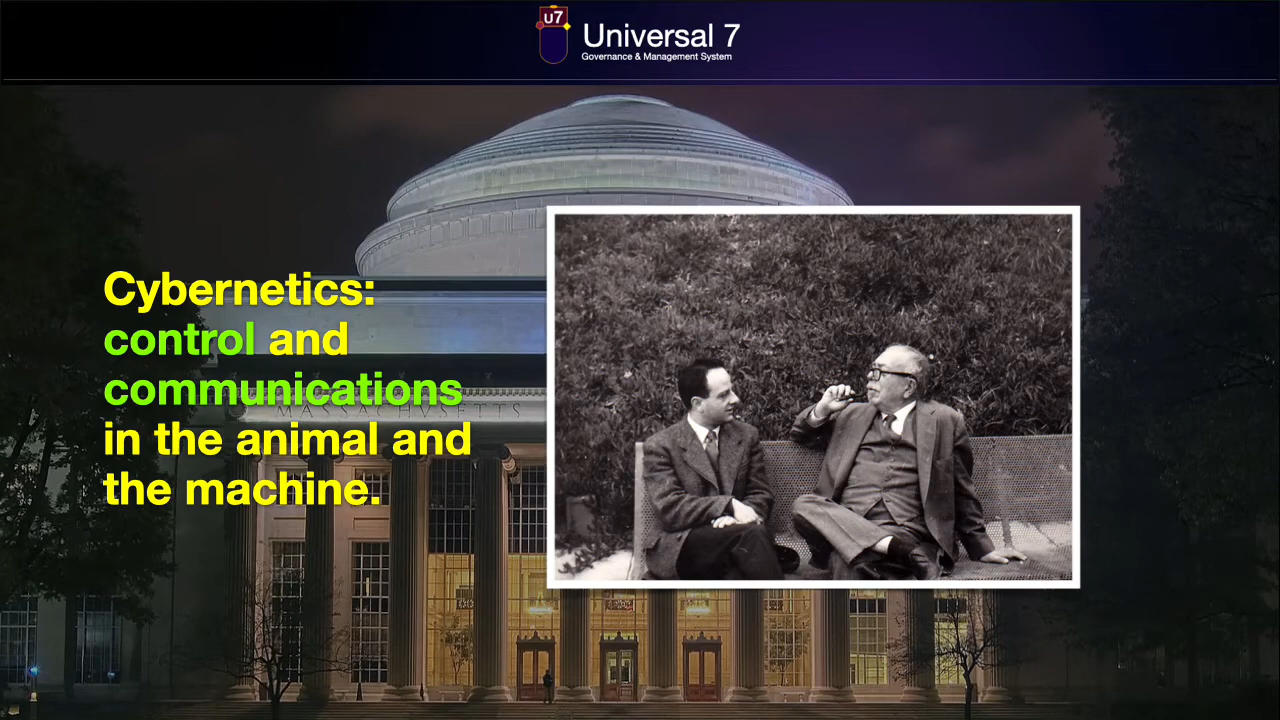 U7
Universal 7
Governance & Management System
Cybernetics:
control and
communications
MASSACHVSETTS
in the animal and
the machine.